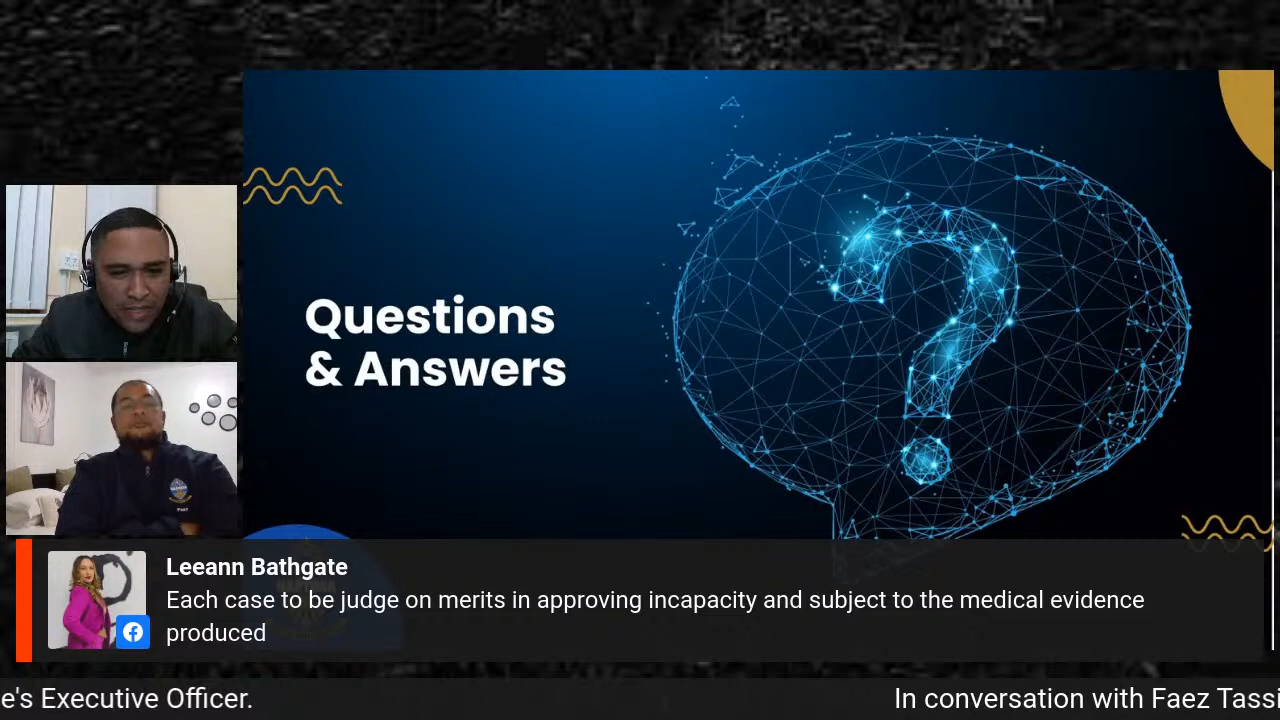 Questions
& Answers
Leeann Bathgate
Each case to be judge on merits in approving incapacity and subject to the medical evidence
produced
e's Executive Officer.
In conversation with Faez Tassi